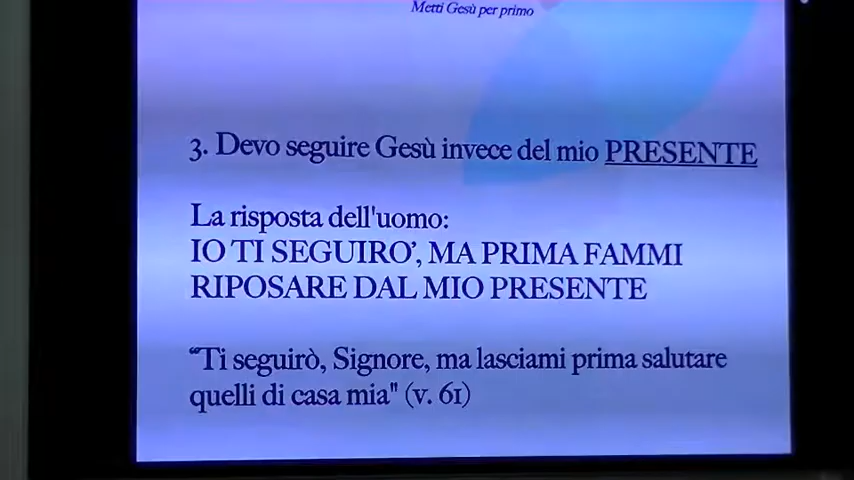 Metti Gesù per primo
3. Devo seguire Gesù invece del mio PRESENTE
La risposta dell'uomo:
IO TI SEGUIRO’, MA PRIMA FAMMI
RIPOSARE DAL MIO PRESENTE
“Ti seguirò, Signore, ma lasciami prima salutare
quelli di casa mia" (v. 61)